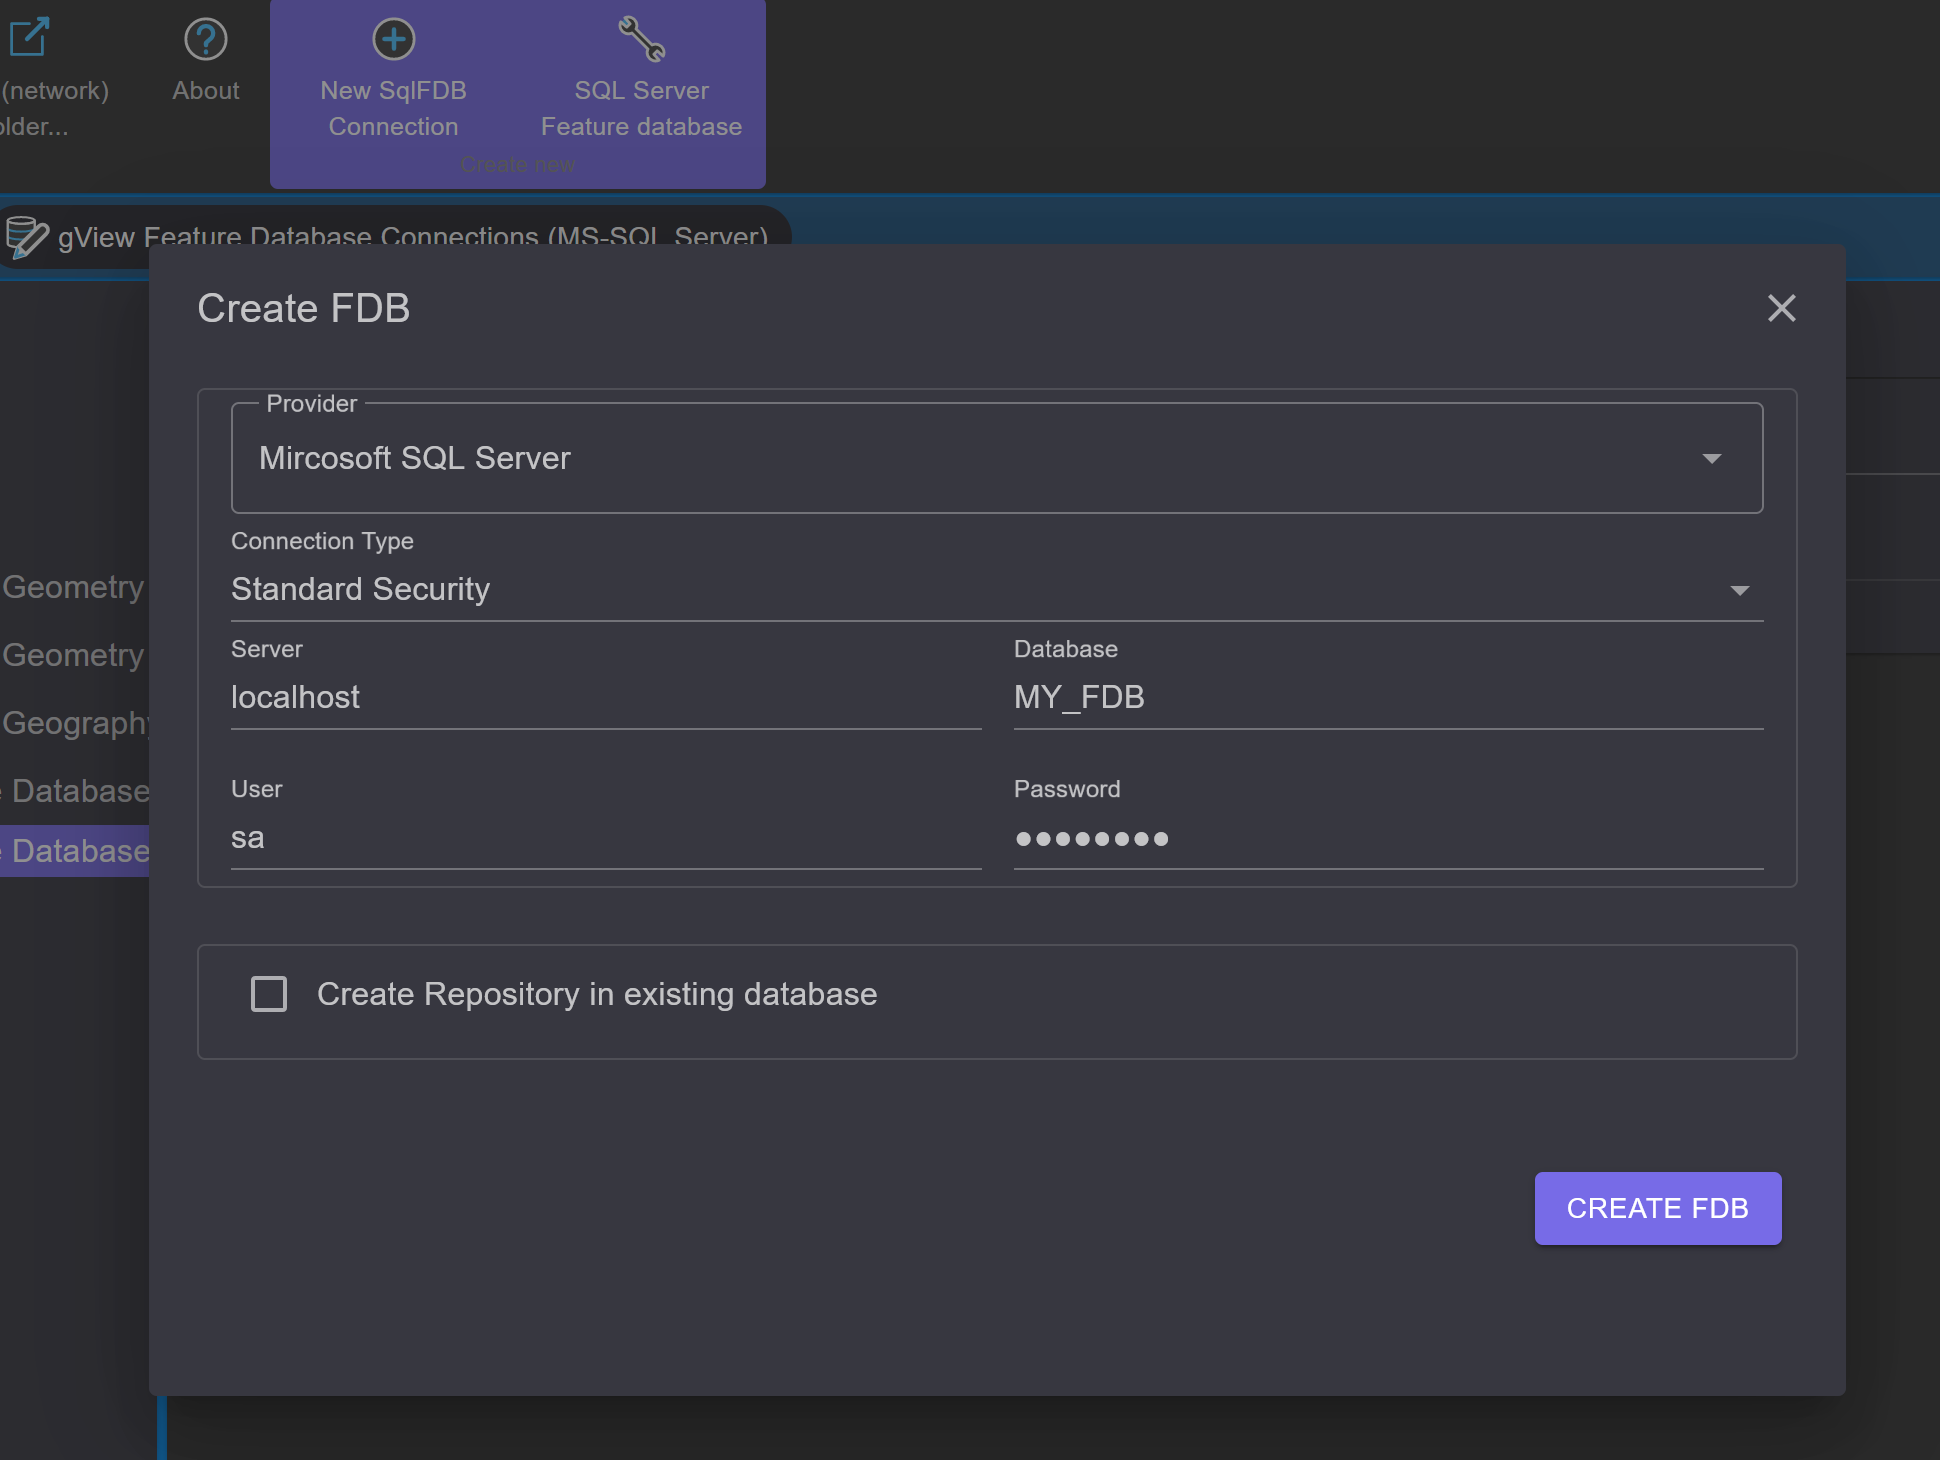 (network)
older...
About
New SqlFDB
Connection
SQL Server
Feature database
Create new
gView Feature Database Connections (MS-SQL Server)
Create FDB
Provider
Mircosoft SQL Server
Connection Type
Standard Security
Server
localhost
Database
MY_FDB
User
sa
Password
●●●●●●●●
Create Repository in existing database
CREATE FDB
Geometry
Geometry
Geography
e Database
e Database